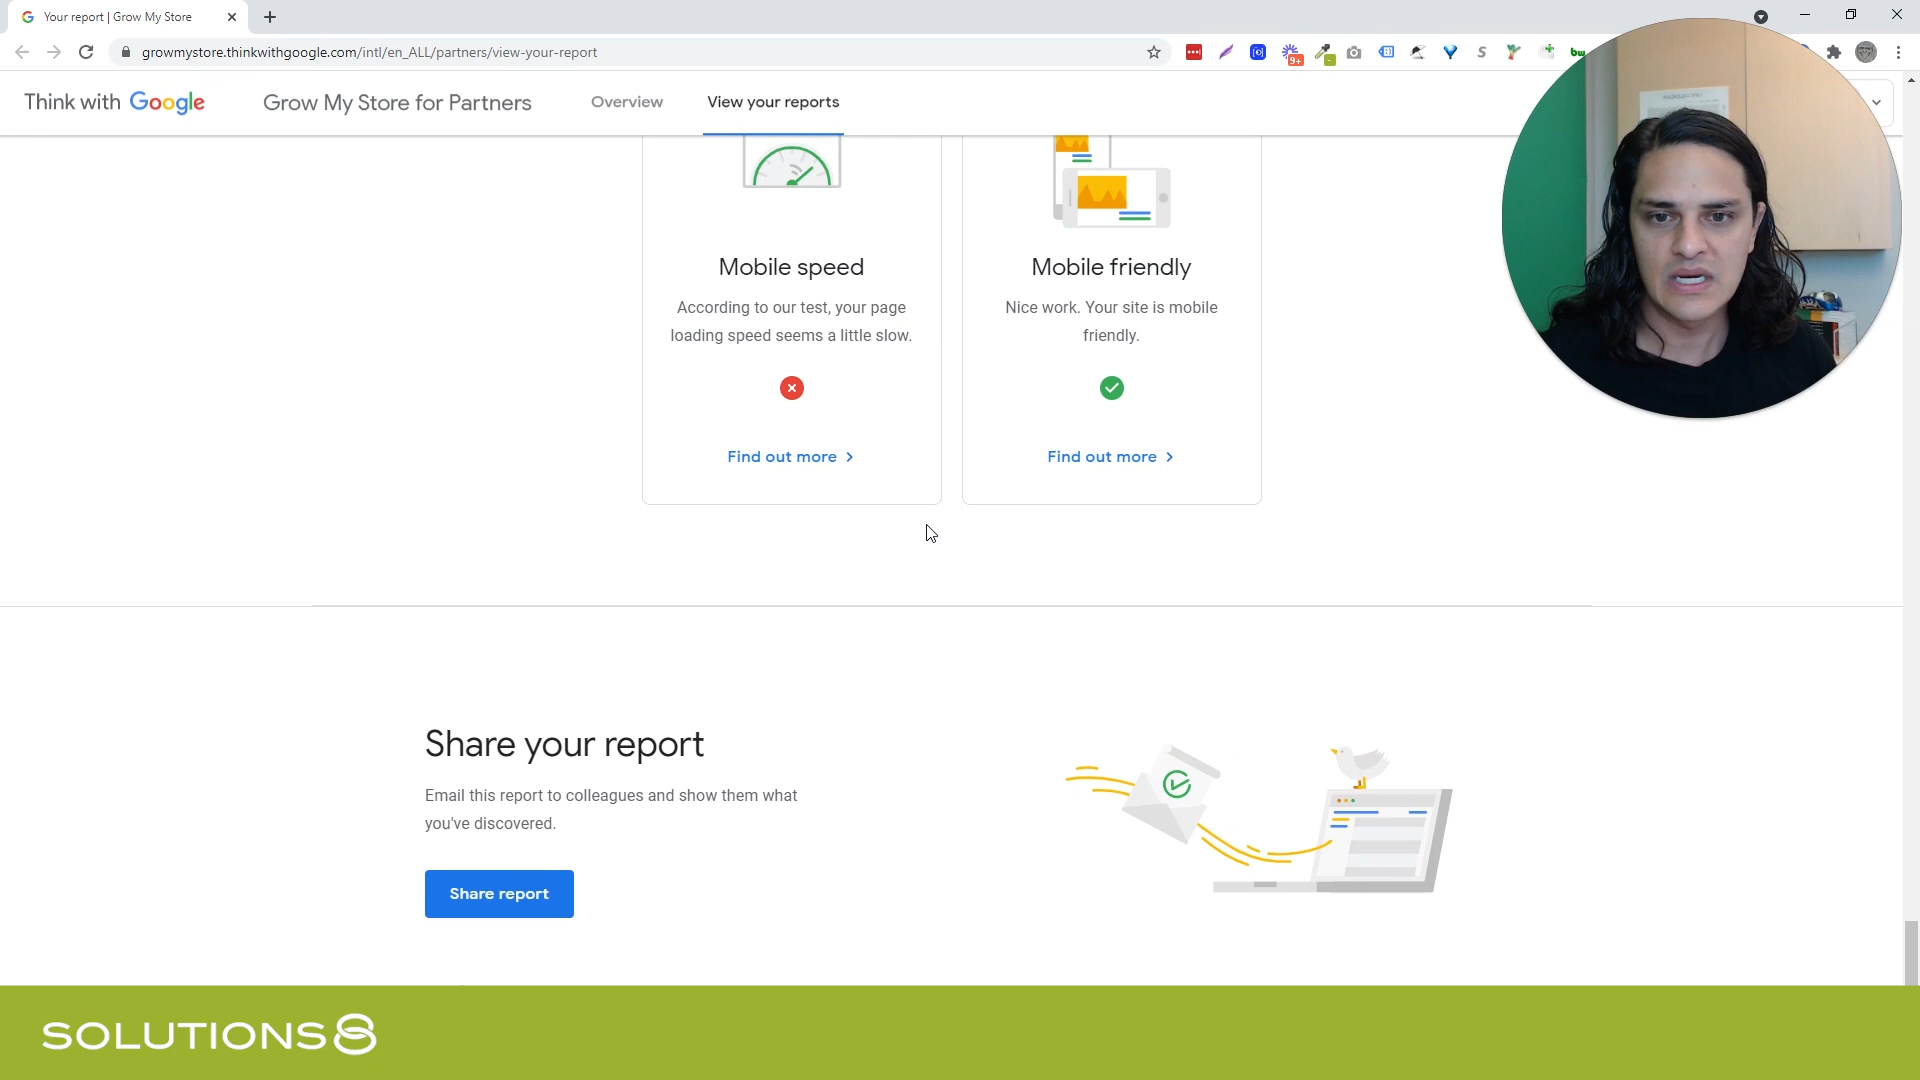 Your report | Grow My Store
growmystore.thinkwithgoogle.com/intl/en_ALL/partners/view-your-report
9+
bw
Think with Google
Grow My Store for Partners
Overview
View your reports
Mobile speed
According to our test, your page
loading speed seems a little slow.
Find out more
Mobile friendly
Nice work. Your site is mobile
friendly.
Find out more
Share your report
Email this report to colleagues and show them what
you've discovered.
Share report
SOLUTIONS8